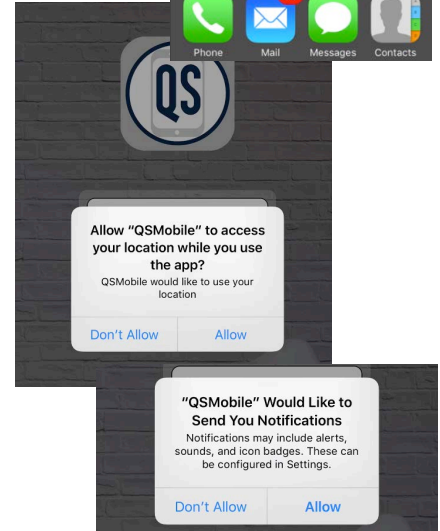 Phone Mail Messages Contacts
QS
Allow “QSMobile” to access
your location while you use
the app?
QSMobile would like to use your
location
Don’t Allow Allow
“QSMobile” Would Like to
Send You Notifications
Notifications may include alerts,
sounds, and icon badges. These can
be configured in Settings.
Don’t Allow Allow